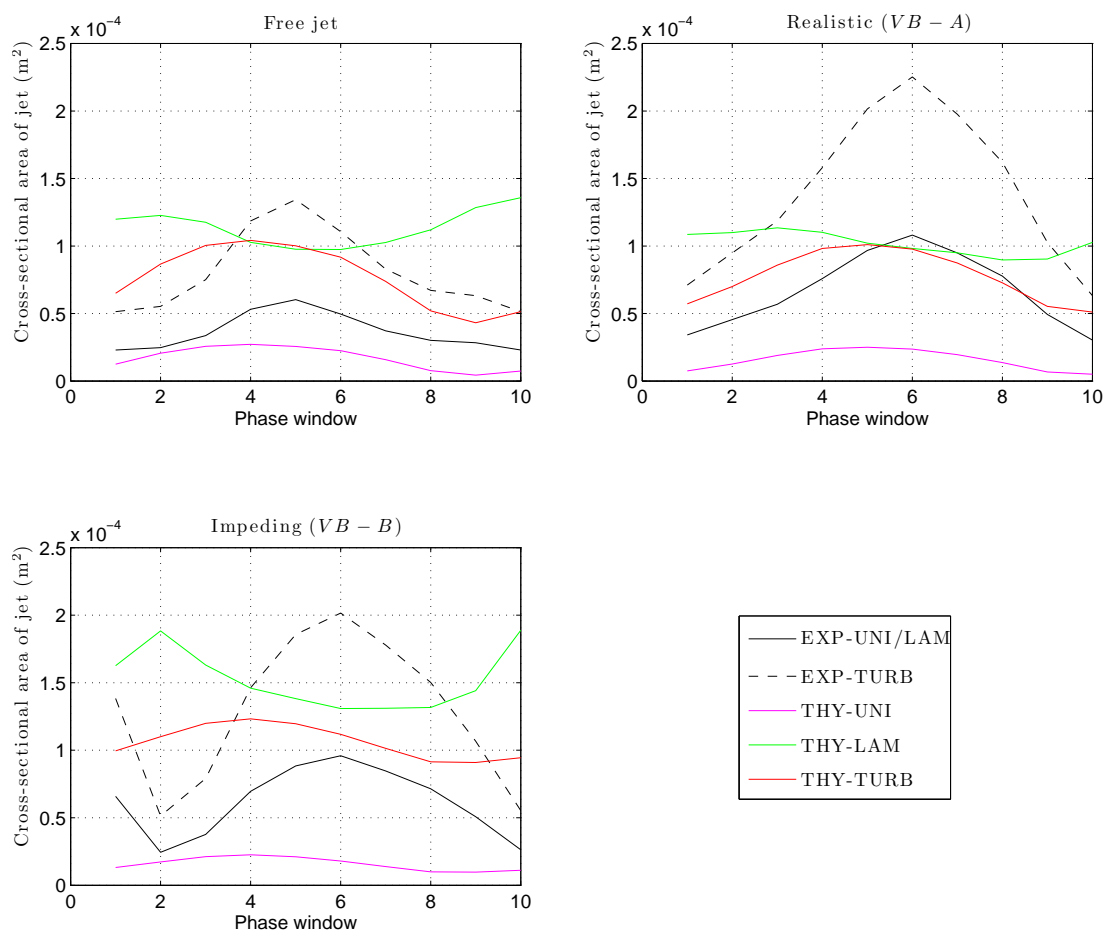 Free jet
x 10⁻⁴
Cross-sectional area of jet (m²)
2.5
2
1.5
1
0.5
0
0 2 4 6 8 10
Phase window
Realistic (VB − A)
x 10⁻⁴
Cross-sectional area of jet (m²)
2.5
2
1.5
1
0.5
0
0 2 4 6 8 10
Phase window
Impeding (VB − B)
x 10⁻⁴
Cross-sectional area of jet (m²)
2.5
2
1.5
1
0.5
0
0 2 4 6 8 10
Phase window
EXP-UNI/LAM
EXP-TURB
THY-UNI
THY-LAM
THY-TURB